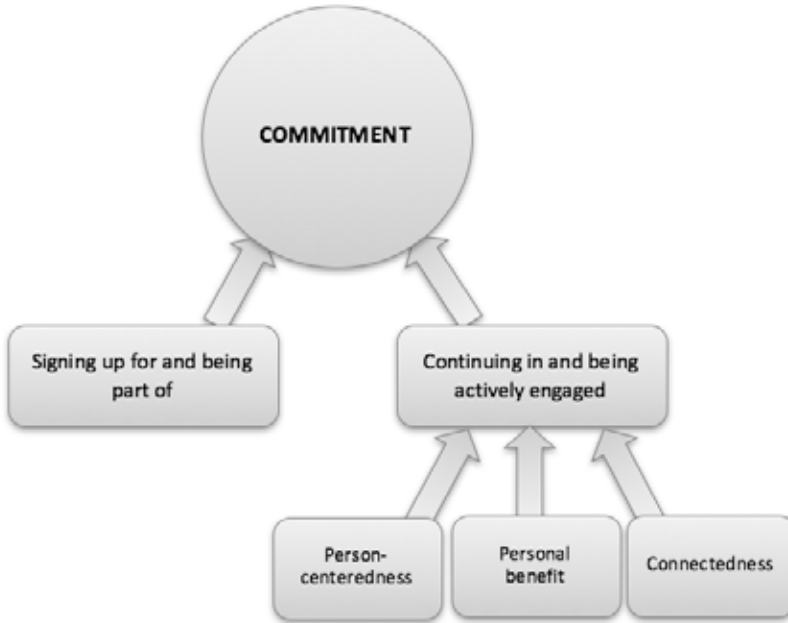 COMMITMENT
Signing up for and being
part of
Continuing in and being
actively engaged
Person-
centeredness
Personal
benefit
Connectedness